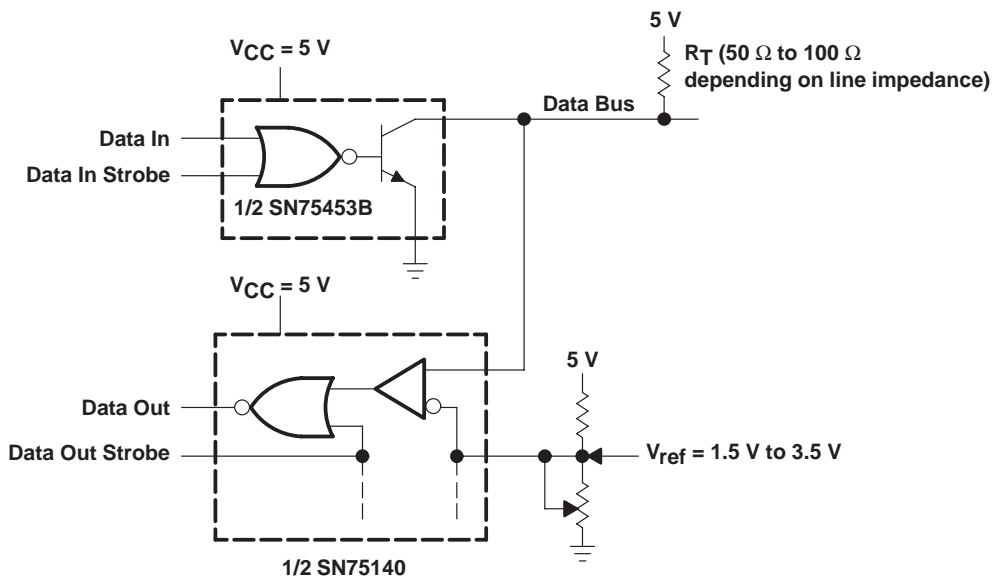 5 V
VCC = 5 V
RT (50 Ω to 100 Ω
depending on line impedance)
Data Bus
Data In
Data In Strobe
1/2 SN75453B
VCC = 5 V
5 V
Data Out
Data Out Strobe
Vref = 1.5 V to 3.5 V
1/2 SN75140